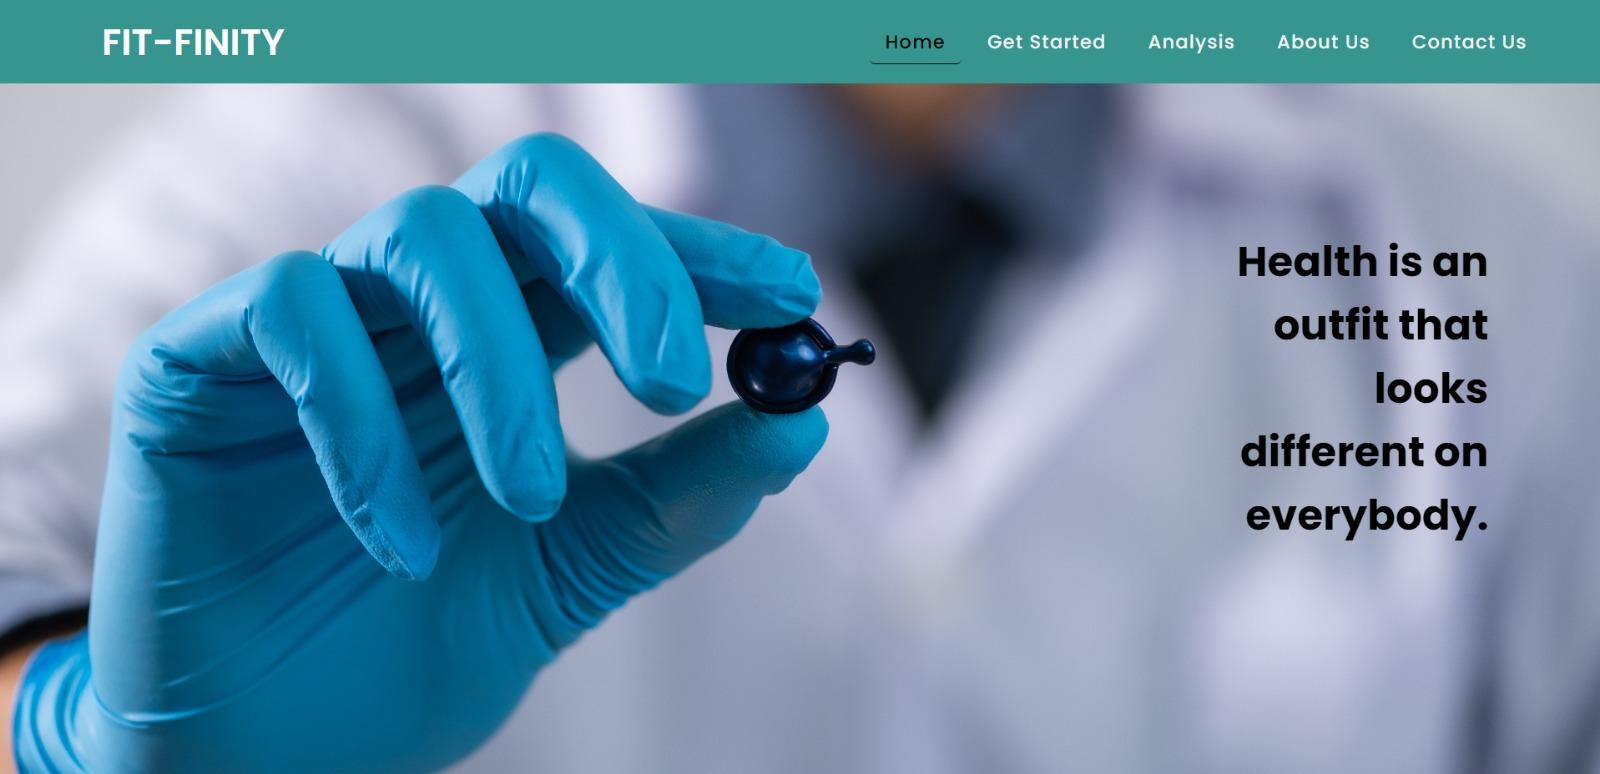 FIT-FINITY
Home Get Started Analysis About Us Contact Us
Health is an
outfit that
looks
different on
everybody.